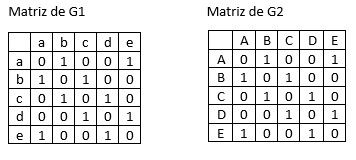 Matriz de G1
a b c d e
a 0 1 0 0 1
b 1 0 1 0 0
c 0 1 0 1 0
d 0 0 1 0 1
e 1 0 0 1 0
Matriz de G2
A B C D E
A 0 1 0 0 1
B 1 0 1 0 0
C 0 1 0 1 0
D 0 0 1 0 1
E 1 0 0 1 0